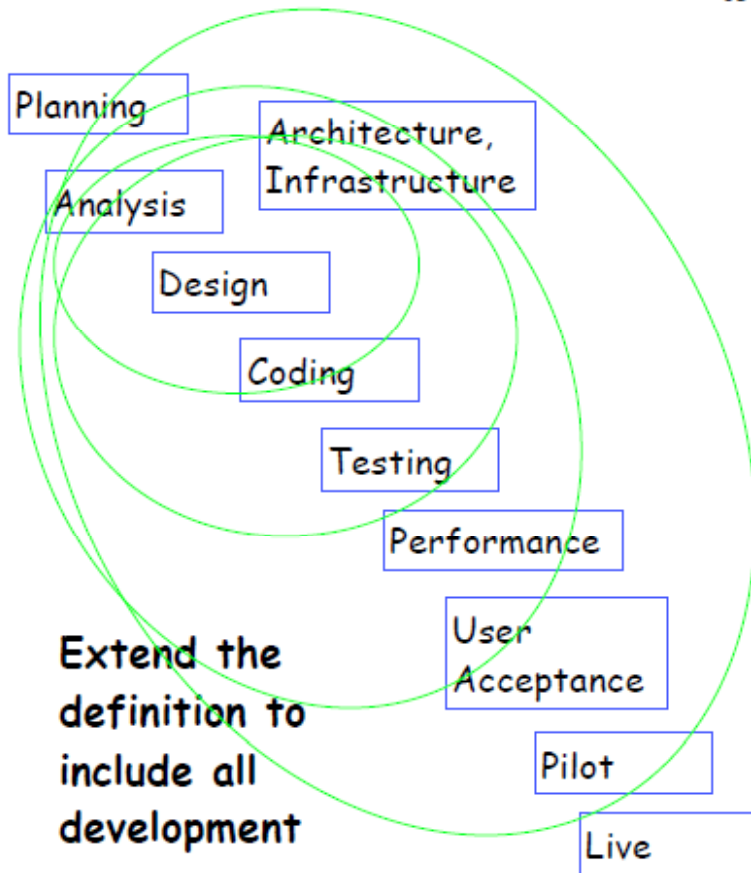 Planning
Architecture,
Infrastructure
Analysis
Design
Coding
Testing
Performance
User
Acceptance
Extend the
definition to
include all
development
Pilot
Live